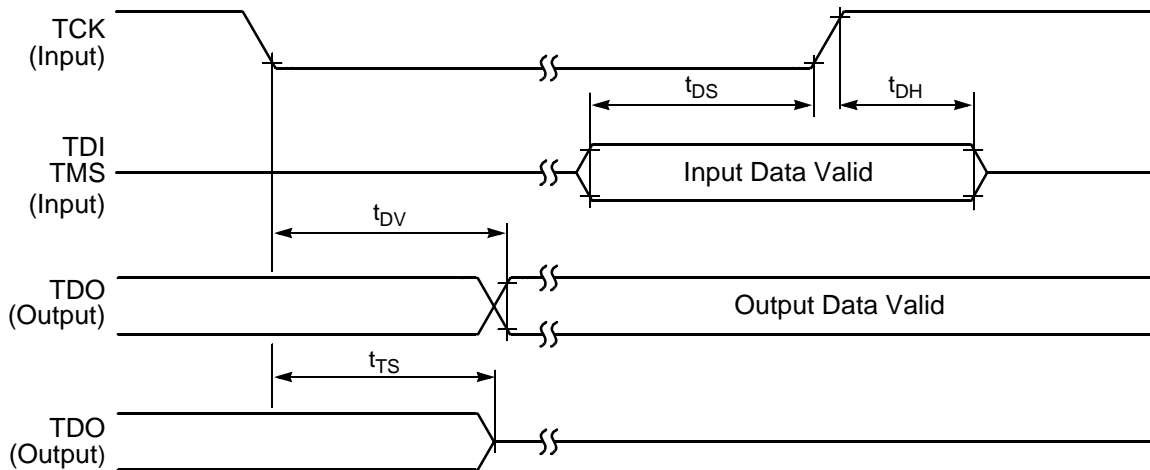 TCK
(Input)
tDS
tDH
TDI
TMS
(Input)
Input Data Valid
tDV
TDO
(Output)
Output Data Valid
tTS
TDO
(Output)